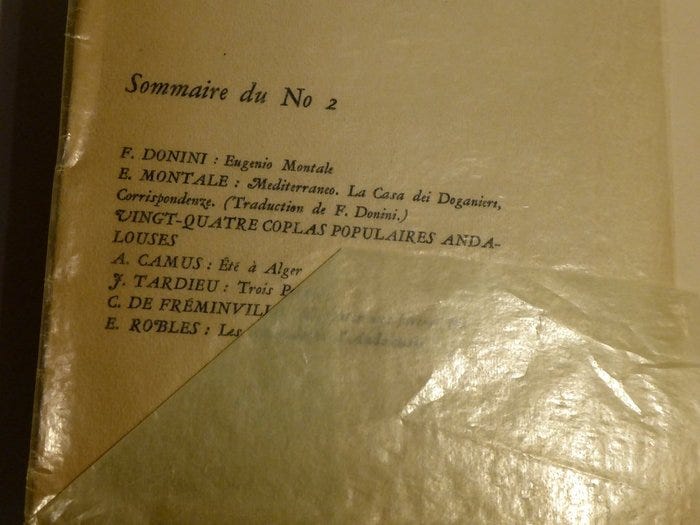 Sommaire du No 2
F. DONINI : Eugenio Montale
E. MONTALE : Mediterraneo. La Casa dei Doganieri,
Corrispondenze. (Traduction de F. Donini.)
VINGT-QUATRE COPLAS POPULAIRES ANDA-
LOUSES
A. CAMUS : Été à Alger
J. TARDIEU : Trois P
C. DE FRÉMINVILL
E. ROBLES : Les